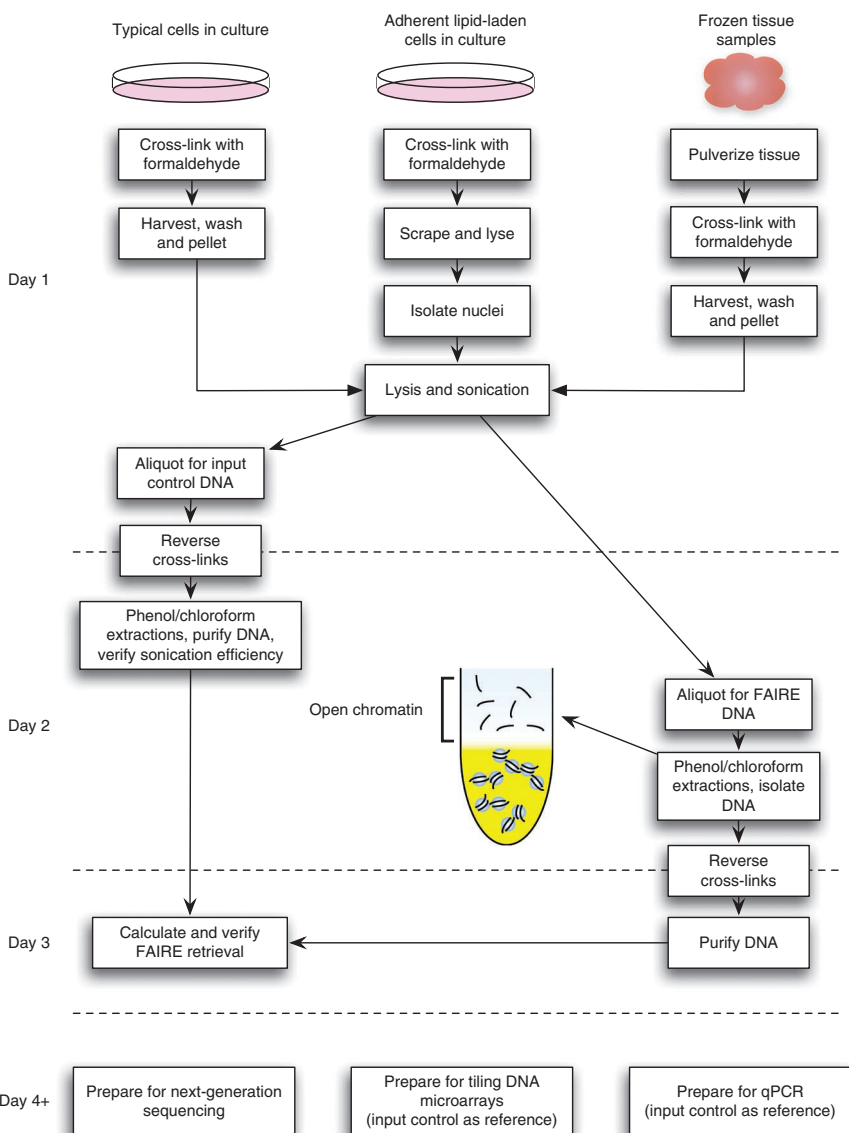 Typical cells in culture
Adherent lipid-laden
cells in culture
Frozen tissue
samples
Cross-link with
formaldehyde
Cross-link with
formaldehyde
Pulverize tissue
Harvest, wash
and pellet
Scrape and lyse
Cross-link with
formaldehyde
Day 1
Isolate nuclei
Harvest, wash
and pellet
Lysis and sonication
Aliquot for input
control DNA
Reverse
cross-links
Phenol/chloroform
extractions, purify DNA,
verify sonication efficiency
Day 2
Open chromatin
Aliquot for FAIRE
DNA
Phenol/chloroform
extractions, isolate
DNA
Reverse
cross-links
Day 3
Calculate and verify
FAIRE retrieval
Purify DNA
Day 4+
Prepare for next-generation
sequencing
Prepare for tiling DNA
microarrays
(input control as reference)
Prepare for qPCR
(input control as reference)